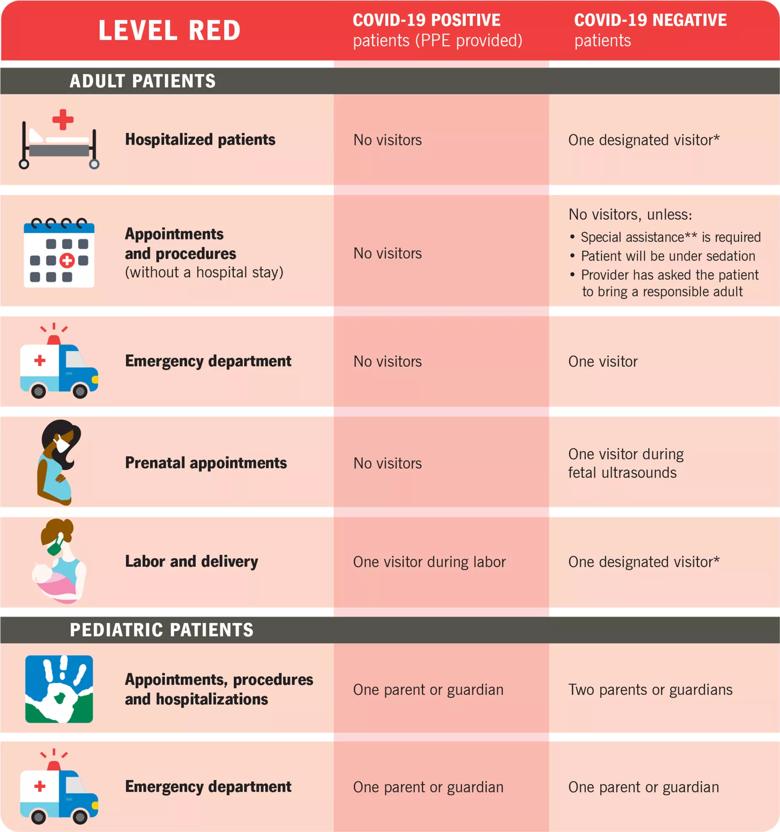 LEVEL RED
COVID-19 POSITIVE
patients (PPE provided)
COVID-19 NEGATIVE
patients
ADULT PATIENTS
Hospitalized patients
No visitors
One designated visitor*
Appointments
and procedures
(without a hospital stay)
No visitors
No visitors, unless:
• Special assistance** is required
• Patient will be under sedation
• Provider has asked the patient
to bring a responsible adult
Emergency department
No visitors
One visitor
Prenatal appointments
No visitors
One visitor during
fetal ultrasounds
Labor and delivery
One visitor during labor
One designated visitor*
PEDIATRIC PATIENTS
Appointments, procedures
and hospitalizations
One parent or guardian
Two parents or guardians
Emergency department
One parent or guardian
One parent or guardian